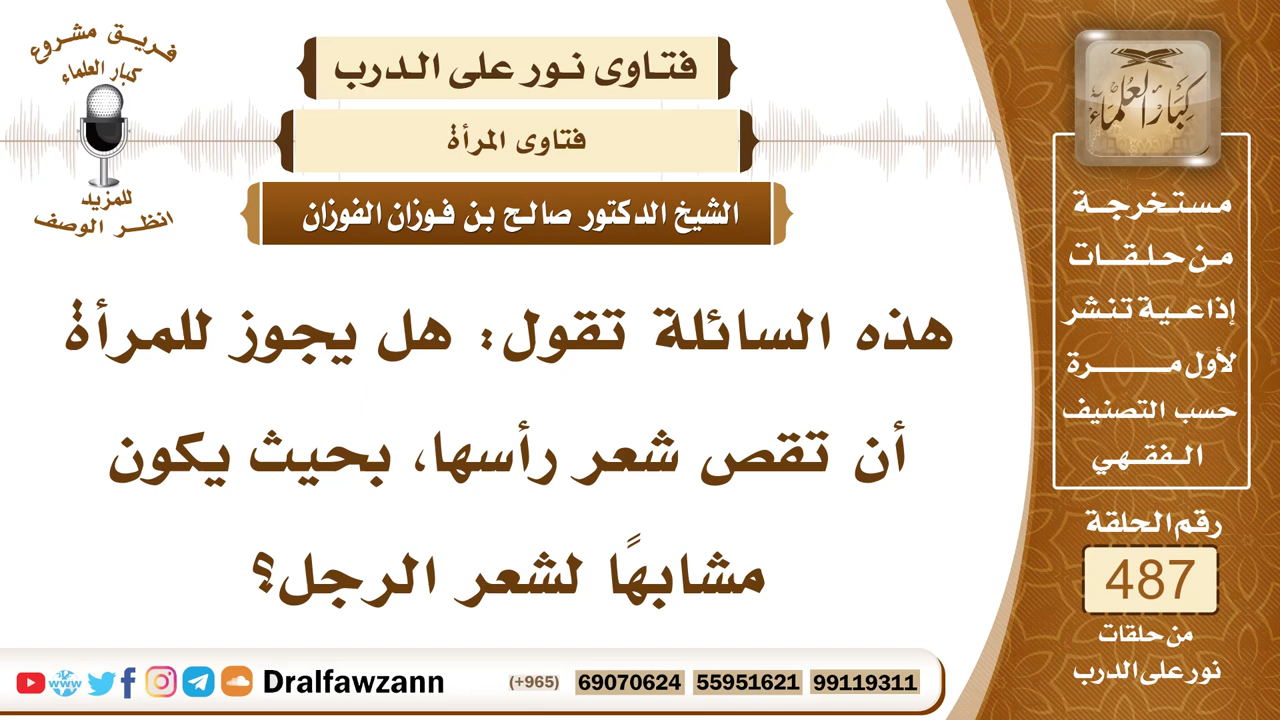 فريق مشروع
كبار العلماء
للمزيد
انظر الوصف
فتاوى نور على الدرب
فتاوى المرأة
الشيخ الدكتور صالح بن فوزان الفوزان
هذه السائلة تقول: هل يجوز للمرأة
أن تقص شعر رأسها، بحيث يكون
مشابهًا لشعر الرجل؟
كبار العلماء
مستخرجة
من حلقات
إذاعية تنشر
لأول مرة
حسب التصنيف
الفقهي
رقم الحلقة
487
من حلقات
نور على الدرب
www Dralfawzann (+965) 69070624 55951621 99119311